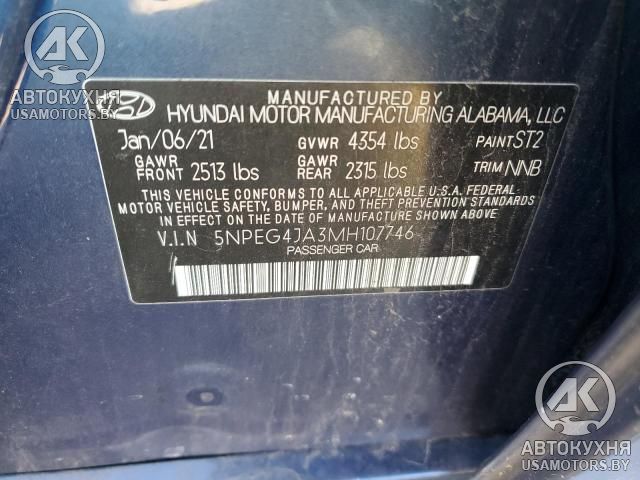 АВТОКУХНЯ
USAMOTORS.BY
MANUFACTURED BY
HYUNDAI MOTOR MANUFACTURING ALABAMA, LLC
Jan/06/21 GVWR 4354 lbs PAINT ST2
GAWR FRONT 2513 lbs GAWR REAR 2315 lbs TRIM NNB
THIS VEHICLE CONFORMS TO ALL APPLICABLE U.S.A. FEDERAL
MOTOR VEHICLE SAFETY, BUMPER, AND THEFT PREVENTION STANDARDS
IN EFFECT ON THE DATE OF MANUFACTURE SHOWN ABOVE.
V.I.N 5NPEG4JA3MH107746
PASSENGER CAR
АК
АВТОКУХНЯ
USAMOTORS.BY